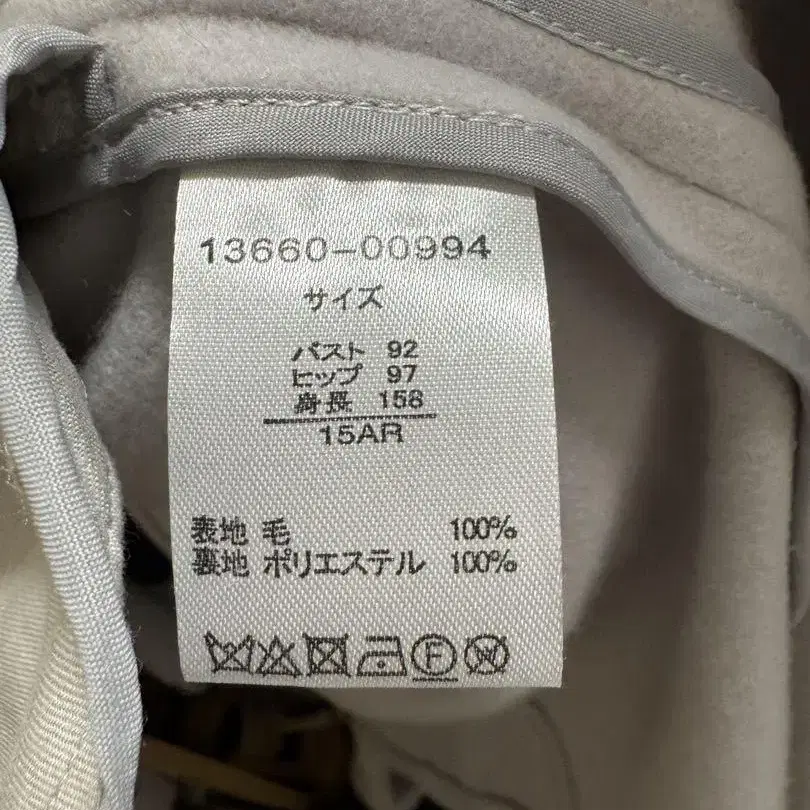 13660-00994
サイズ
バスト 92
ヒップ 97
身長 158
15AR
表地 毛 100%
裏地 ポリエステル 100%
F W